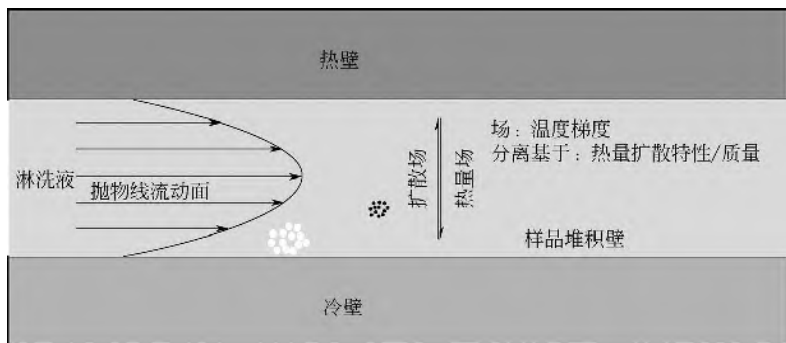 热壁
场：温度梯度
分离基于：热量扩散特性/质量
淋洗液
抛物线流动面
扩散场
热量场
样品堆积壁
冷壁